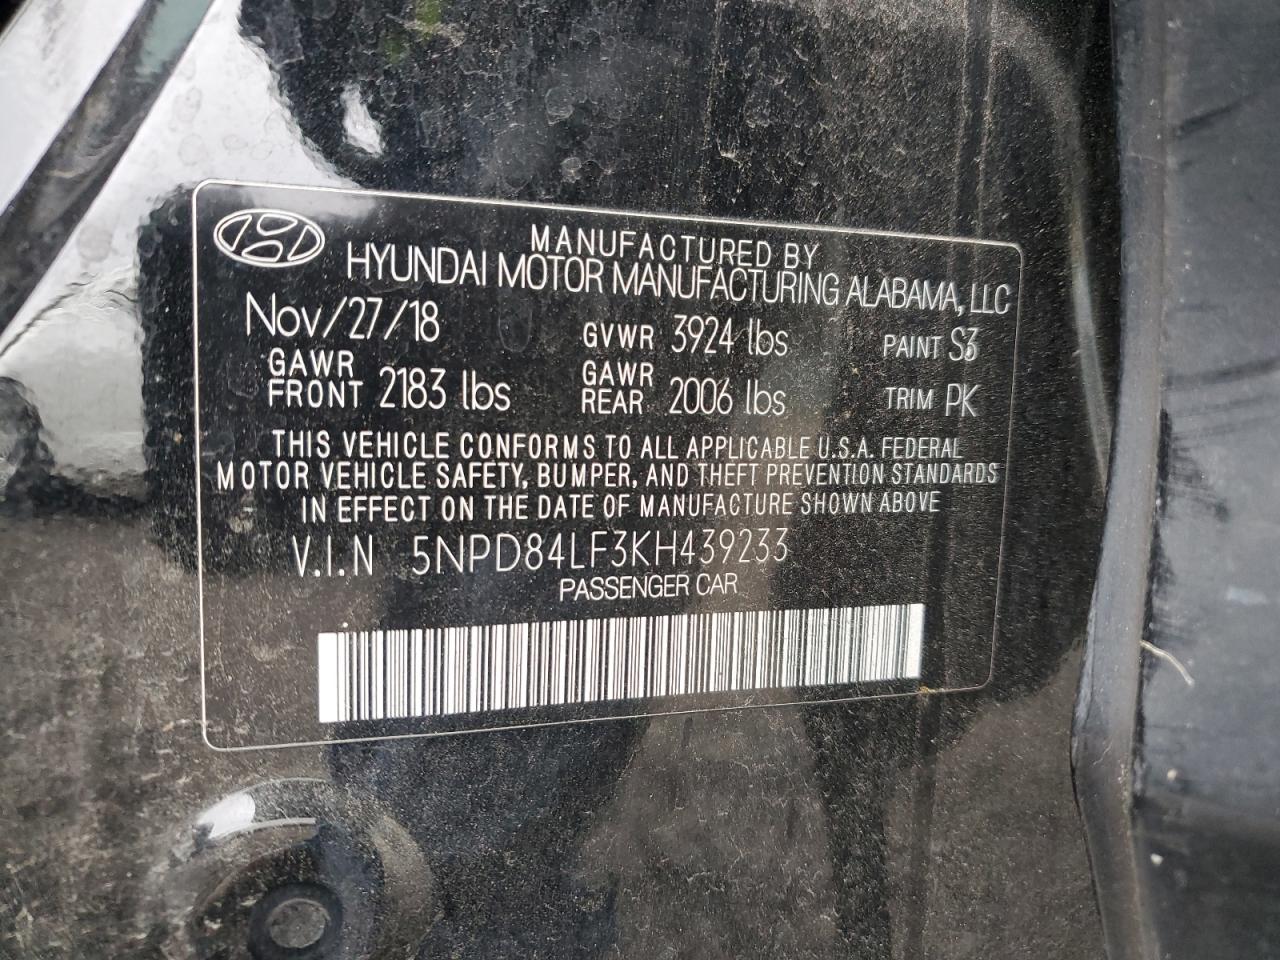 MANUFACTURED BY
HYUNDAI MOTOR MANUFACTURING ALABAMA, LLC
Nov/27/18 GVWR 3924 lbs PAINT S3
GAWR FRONT 2183 lbs GAWR REAR 2006 lbs TRIM PK
THIS VEHICLE CONFORMS TO ALL APPLICABLE U.S.A. FEDERAL
MOTOR VEHICLE SAFETY, BUMPER, AND THEFT PREVENTION STANDARDS
IN EFFECT ON THE DATE OF MANUFACTURE SHOWN ABOVE
V.I.N 5NPD84LF3KH439233
PASSENGER CAR